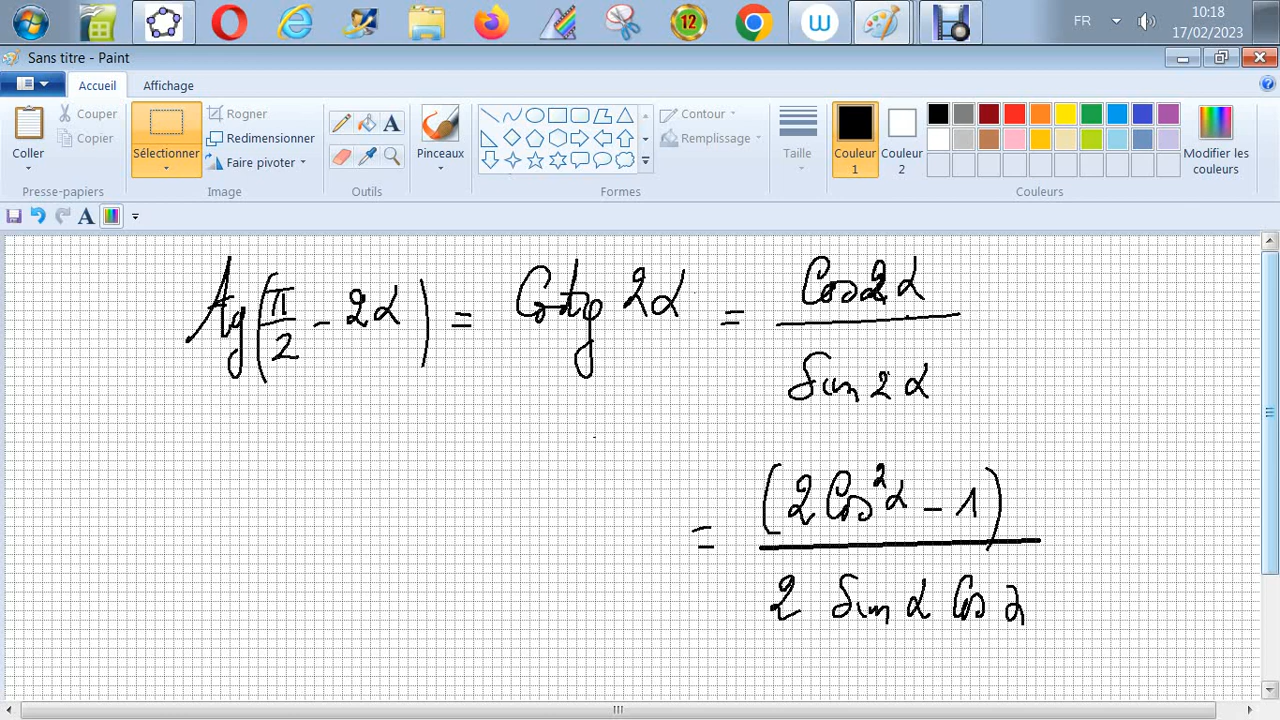 12
W
FR
10:18
17/02/2023
Sans titre - Paint
Accueil
Affichage
Couper
Copier
Coller
Presse-papiers
Sélectionner
Rogner
Redimensionner
Faire pivoter
Image
A
Outils
Pinceaux
Contour
Remplissage
Formes
Taille
Couleur 1
Couleur 2
Modifier les couleurs
Couleurs
A
tg(π/2 - 2α) = Cotg 2α = Cos2α / Sin 2α
= (2Cos²α - 1) / 2 Sin α Cos α